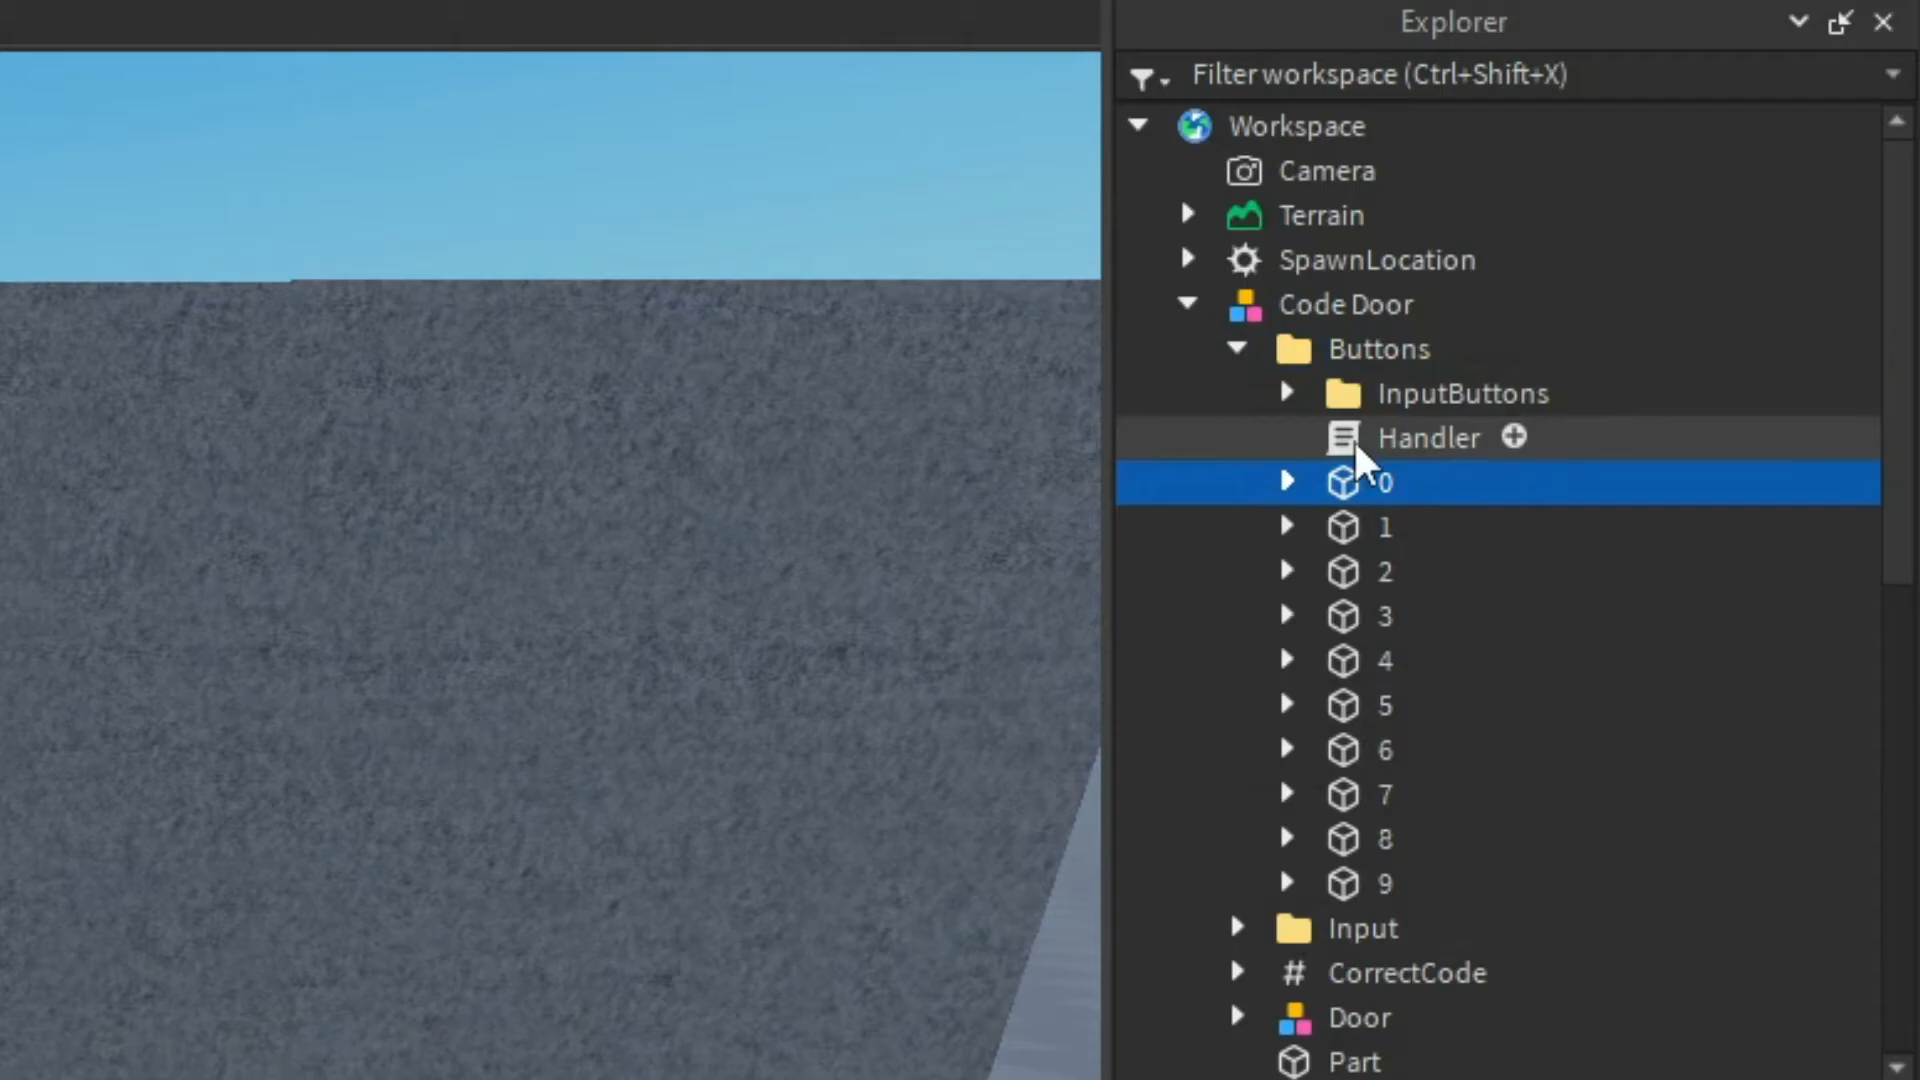 Explorer
Filter workspace (Ctrl+Shift+X)
Workspace
Camera
Terrain
SpawnLocation
Code Door
Buttons
InputButtons
Handler
0
1
2
3
4
5
6
7
8
9
Input
# CorrectCode
Door
Part